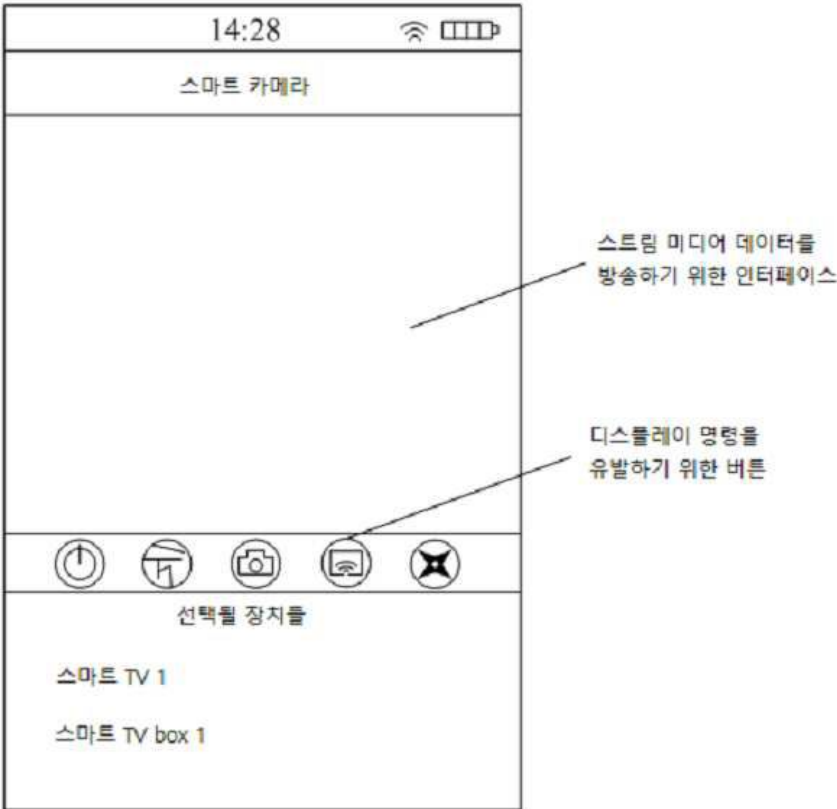 14:28
스마트 카메라
스트림 미디어 데이터를
방송하기 위한 인터페이스
디스플레이 명령을
유발하기 위한 버튼
선택될 장치들
스마트 TV 1
스마트 TV box 1